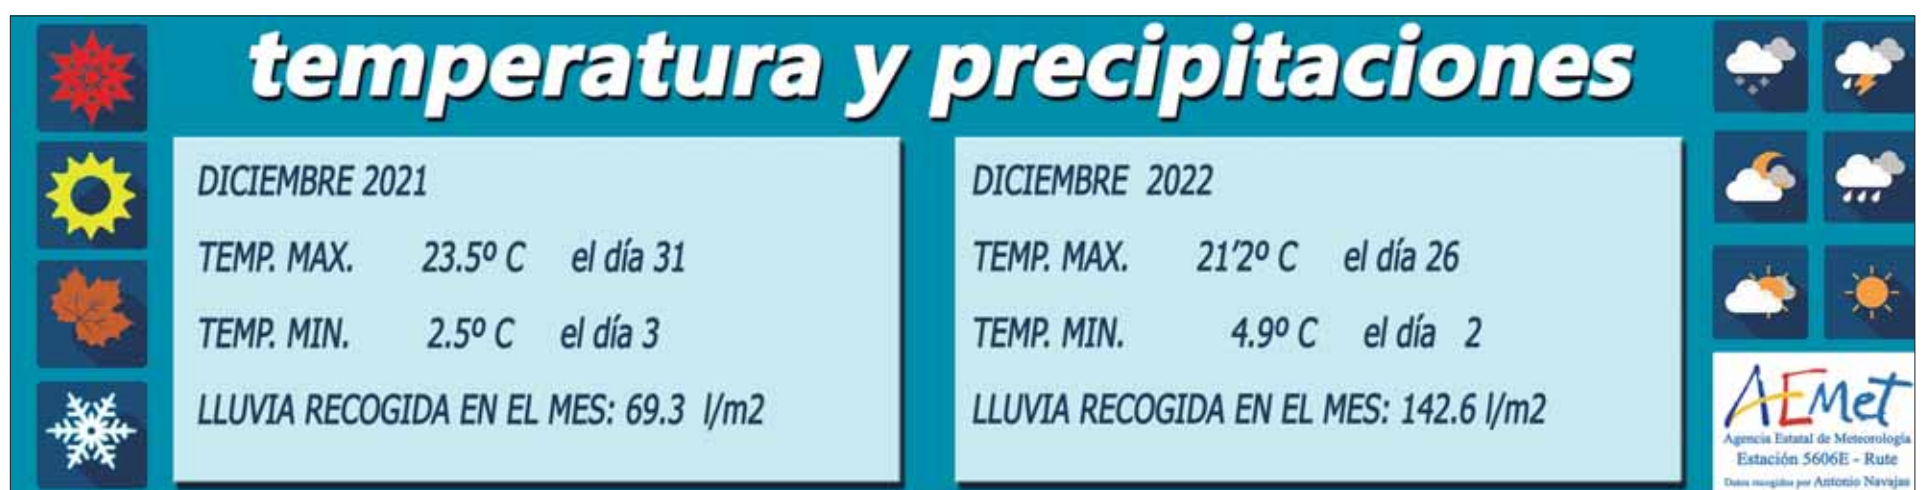 temperatura y precipitaciones
DICIEMBRE 2021
TEMP. MAX. 23.5º C el día 31
TEMP. MIN. 2.5º C el día 3
LLUVIA RECOGIDA EN EL MES: 69.3 l/m2
DICIEMBRE 2022
TEMP. MAX. 21'2º C el día 26
TEMP. MIN. 4.9º C el día 2
LLUVIA RECOGIDA EN EL MES: 142.6 l/m2
AEMet
Agencia Estatal de Meteorología
Estación 5606E - Rute
Datos recogidos por Antonio Navajas